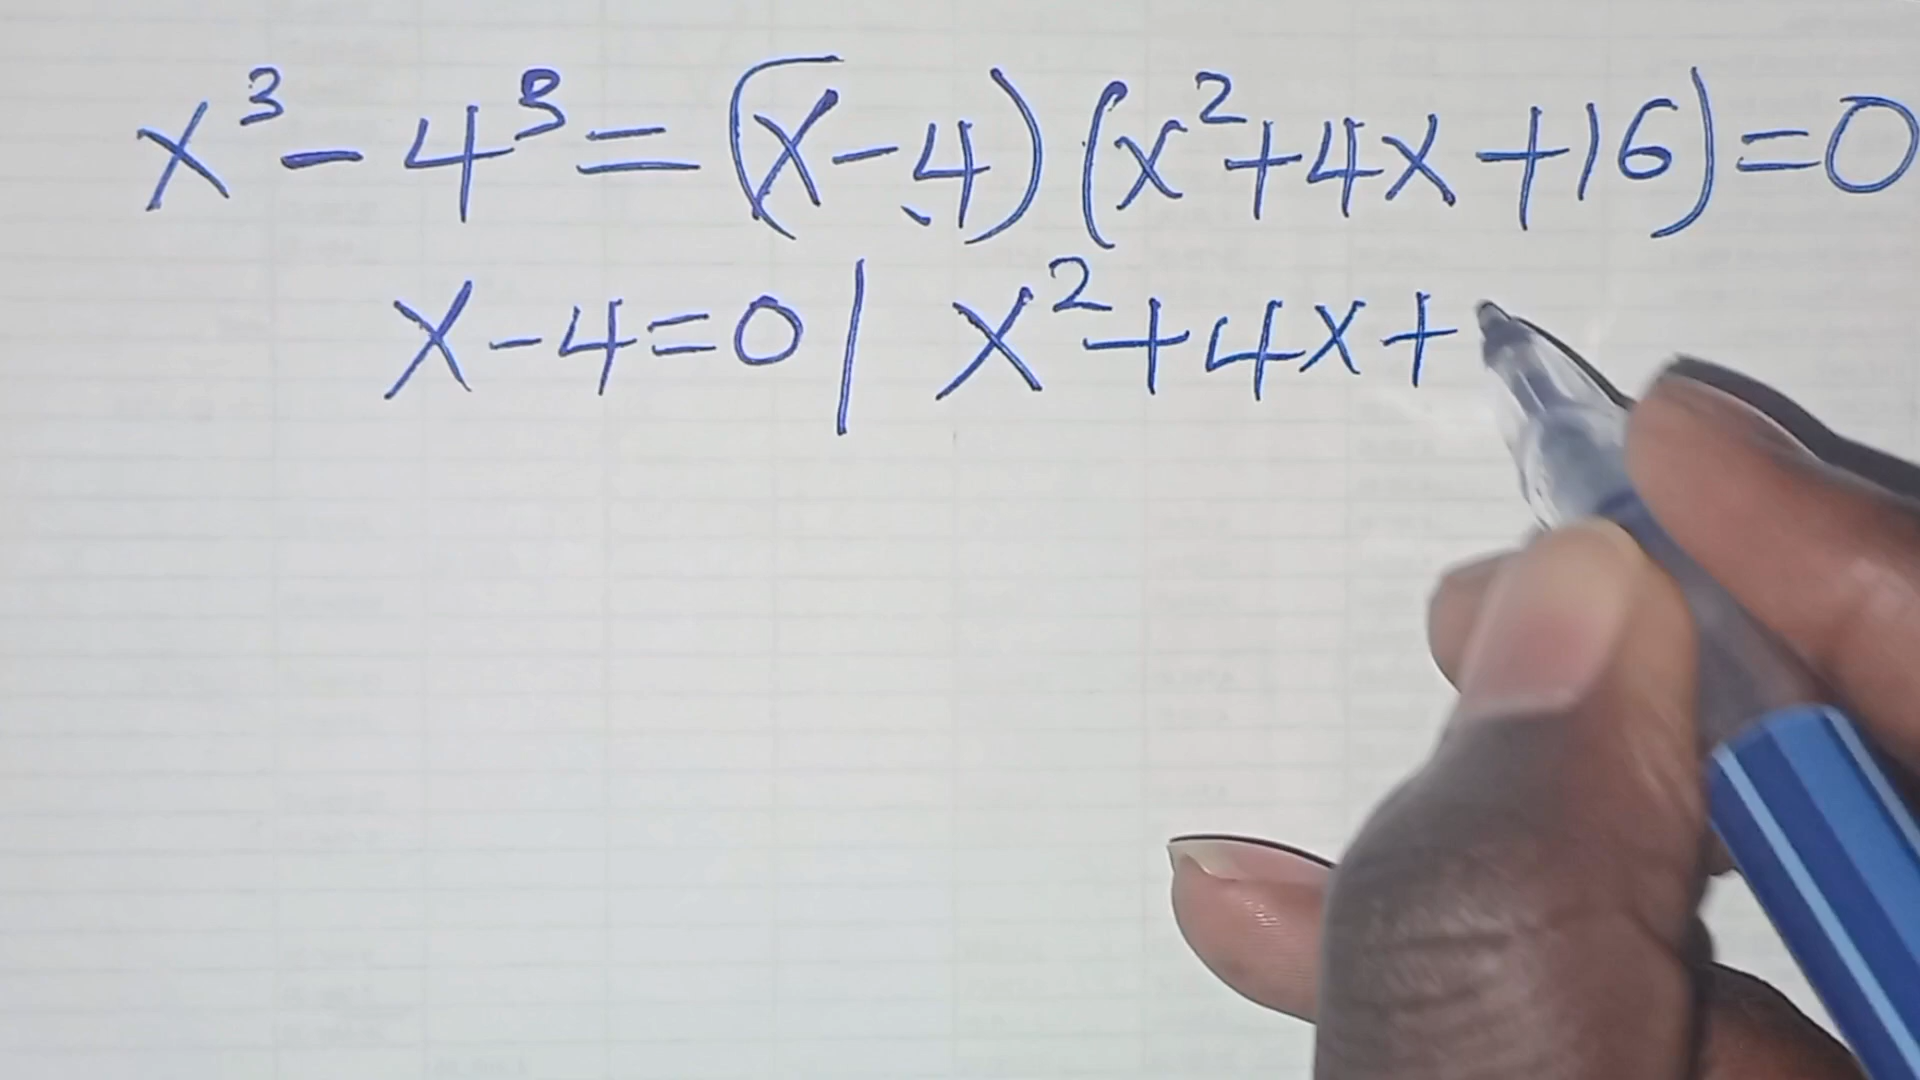 x³ - 4³ = (x - 4)(x² + 4x + 16) = 0
x - 4 = 0 | x² + 4x +